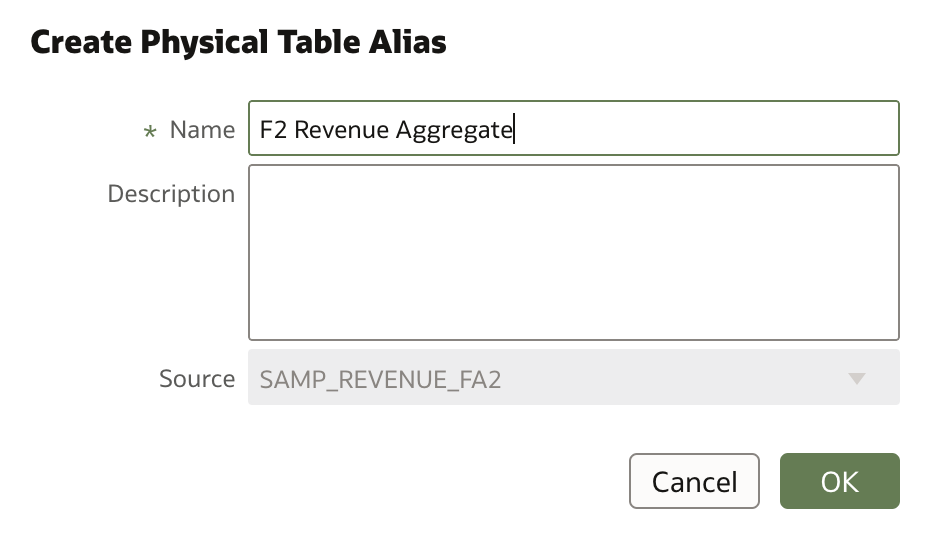 Create Physical Table Alias
* Name F2 Revenue Aggregate
Description
Source SAMP_REVENUE_FA2
Cancel OK